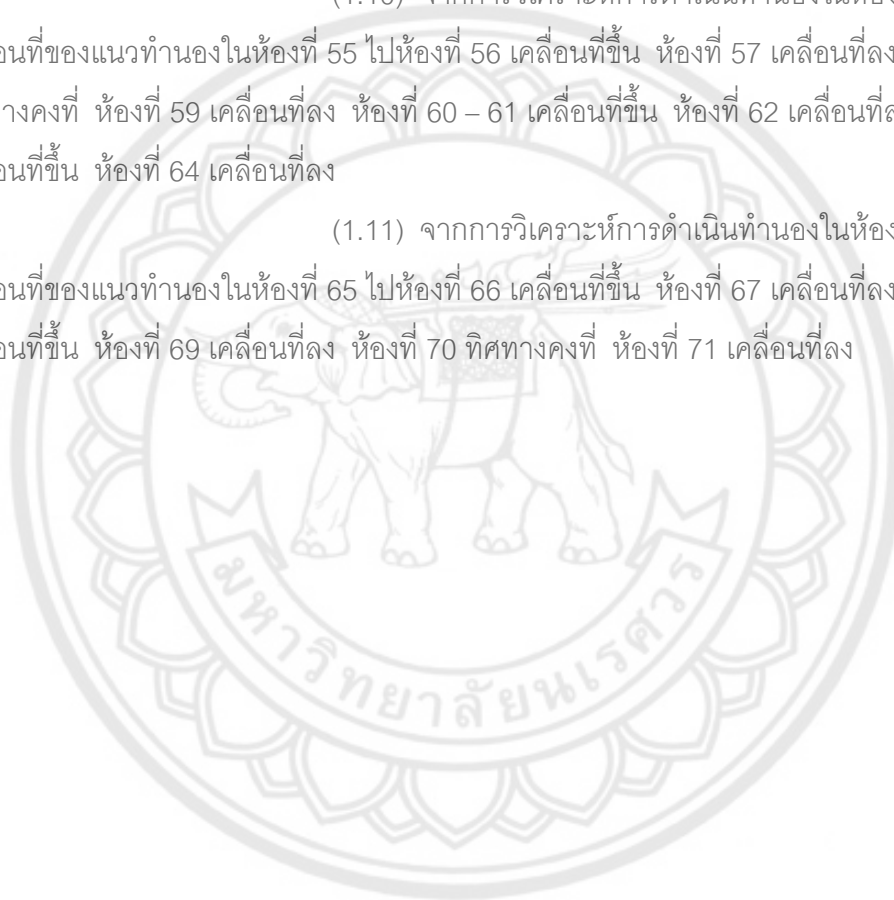 (1.10) จากการวิเคราะห์การดำเนินทำนองในห้อง
อนที่ของแนวทำนองในห้องที่ 55 ไปห้องที่ 56 เคลื่อนที่ขึ้น ห้องที่ 57 เคลื่อนที่ลง
างคงที่ ห้องที่ 59 เคลื่อนที่ลง ห้องที่ 60 – 61 เคลื่อนที่ขึ้น ห้องที่ 62 เคลื่อนที่ล
อนที่ขึ้น ห้องที่ 64 เคลื่อนที่ลง
(1.11) จากการวิเคราะห์การดำเนินทำนองในห้อง
อนที่ของแนวทำนองในห้องที่ 65 ไปห้องที่ 66 เคลื่อนที่ขึ้น ห้องที่ 67 เคลื่อนที่ลง
อนที่ขึ้น ห้องที่ 69 เคลื่อนที่ลง ห้องที่ 70 ทิศทางคงที่ ห้องที่ 71 เคลื่อนที่ลง
มหาวิทยาลัยนเรศวร